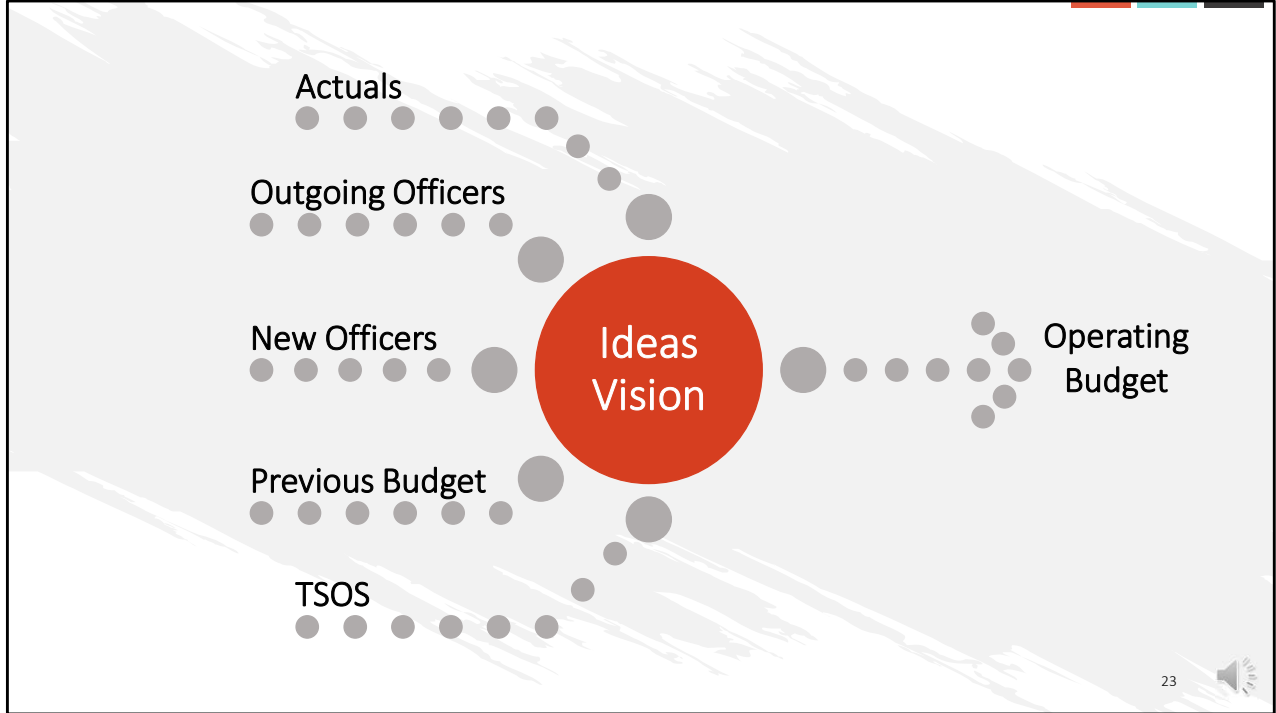 Actuals
Outgoing Officers
New Officers
Previous Budget
TSOS
Ideas
Vision
Operating
Budget
23